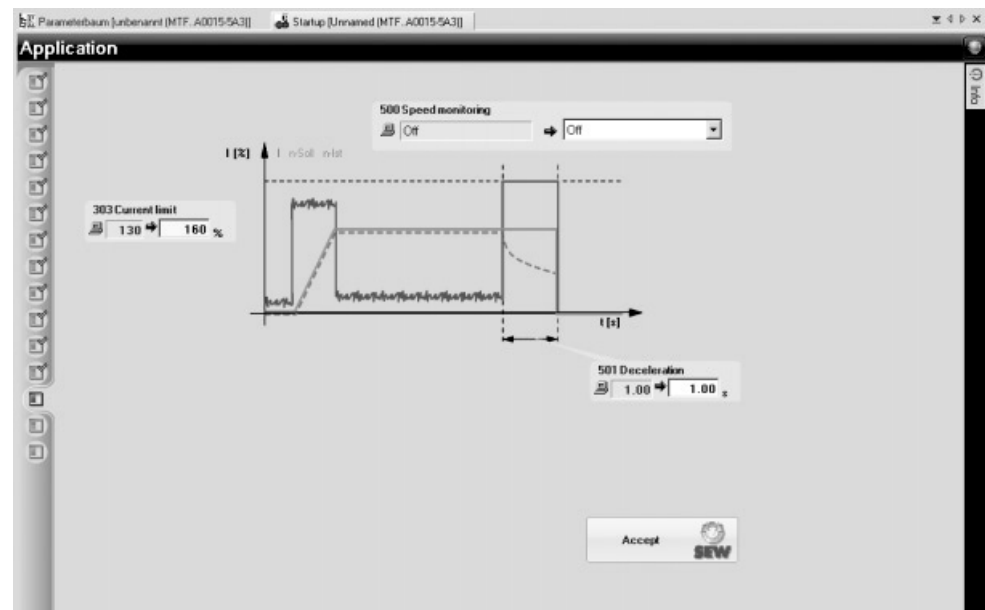 Parameterbaum [unbenannt (MTF..A0015-5A3)]
Startup [Unnamed (MTF..A0015-5A3)]
Application
Info
500 Speed monitoring
Off
Off
I [%]
I n-Soll n-Ist
303 Current limit
130 160 %
t [s]
501 Deceleration
1.00 1.00 s
Accept
SEW